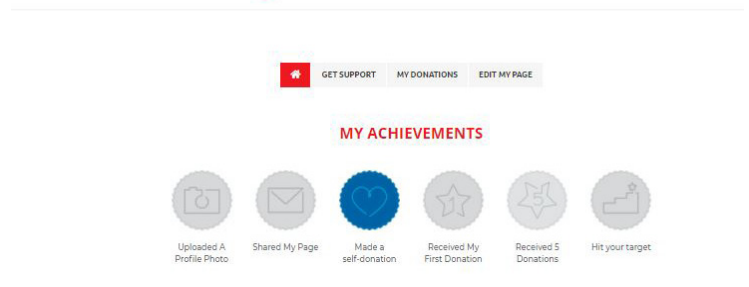 GET SUPPORT MY DONATIONS EDIT MY PAGE
MY ACHIEVEMENTS
1
5
Uploaded A
Profile Photo
Shared My Page
Made a
self-donation
Received My
First Donation
Received 5
Donations
Hit your target